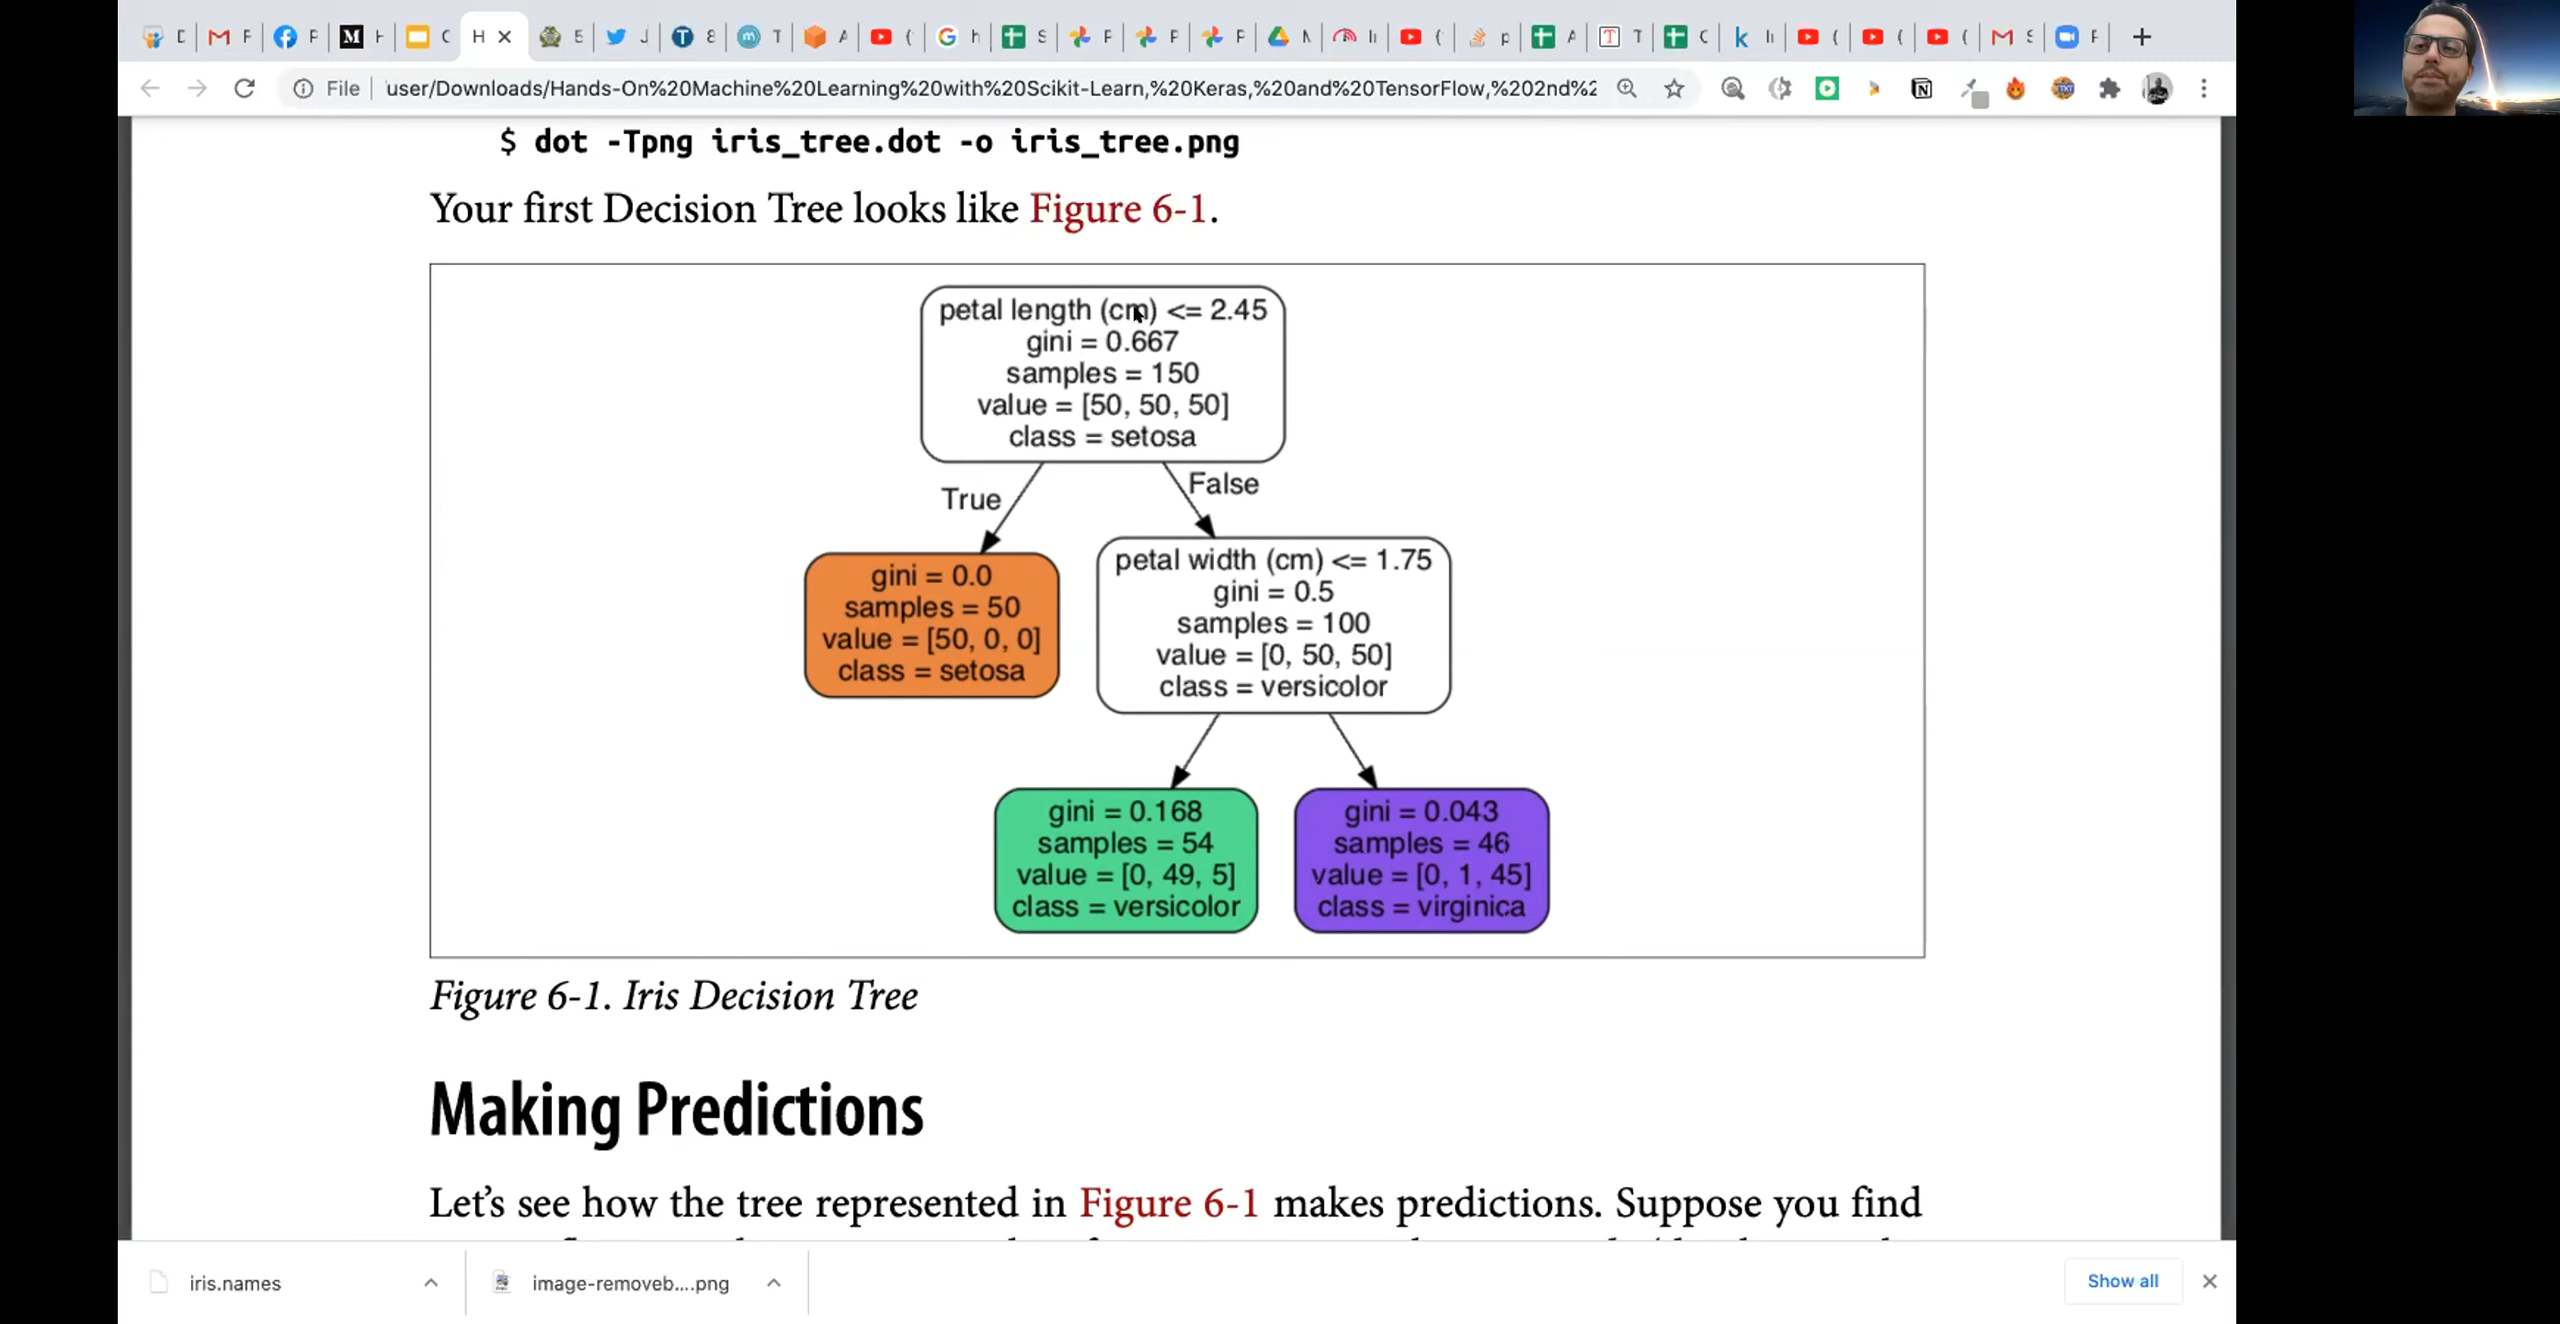 D
F
F
H
C
H
E
J
8
T
A
(
h
S
F
F
F
M
Ii
(
p
A
T
C
Ii
(
(
(
S
F
File
user/Downloads/Hands-On%20Machine%20Learning%20with%20Scikit-Learn,%20Keras,%20and%20TensorFlow,%202nd%2
$ dot -Tpng iris_tree.dot -o iris_tree.png
Your first Decision Tree looks like Figure 6-1.
petal length (cm) <= 2.45
gini = 0.667
samples = 150
value = [50, 50, 50]
class = setosa
True
False
gini = 0.0
samples = 50
value = [50, 0, 0]
class = setosa
petal width (cm) <= 1.75
gini = 0.5
samples = 100
value = [0, 50, 50]
class = versicolor
gini = 0.168
samples = 54
value = [0, 49, 5]
class = versicolor
gini = 0.043
samples = 46
value = [0, 1, 45]
class = virginica
Figure 6-1. Iris Decision Tree
Making Predictions
Let's see how the tree represented in Figure 6-1 makes predictions. Suppose you find
iris.names
image-removeb....png
Show all